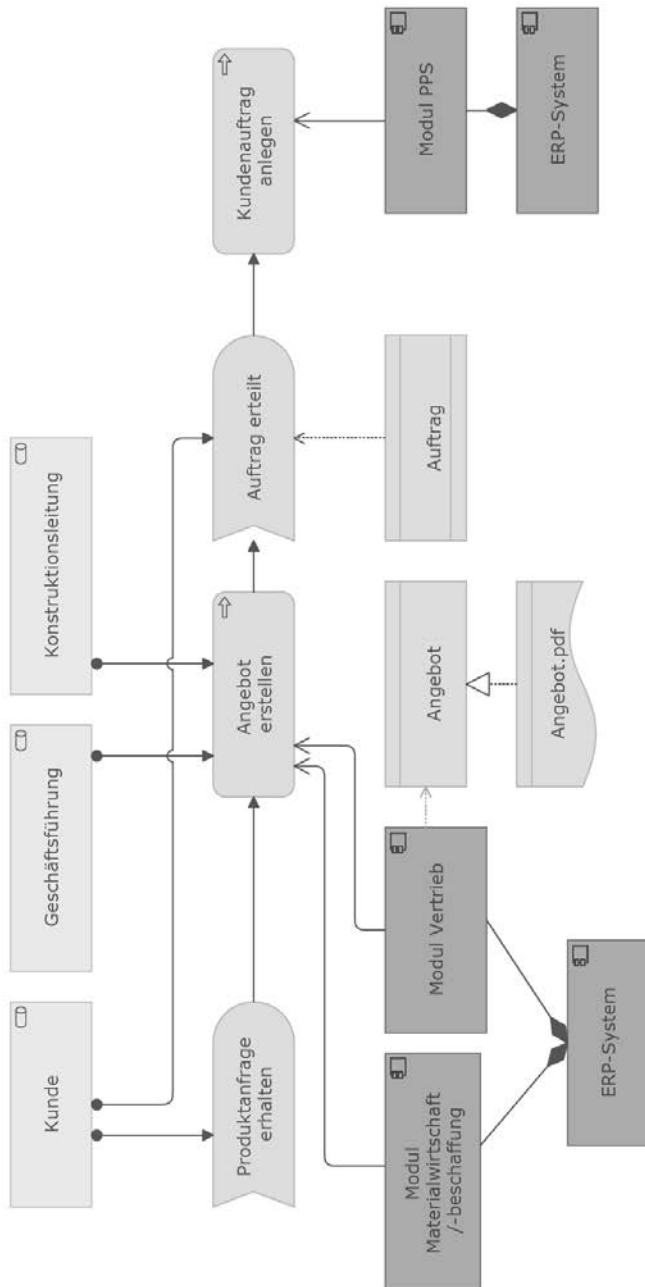 Kunde
Geschäftsführung
Konstruktionsleitung
Produktanfrage
erhalten
Angebot
erstellen
Auftrag erteilt
Kundenauftrag
anlegen
Modul
Materialwirtschaft
/-beschaffung
Modul Vertrieb
Angebot
Auftrag
Modul PPS
Angebot.pdf
ERP-System
ERP-System